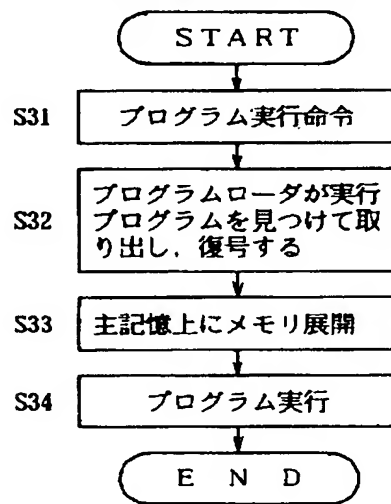 START
S31 プログラム実行命令
プログラムローダが実行
S32 プログラムを見つけて取
り出し，復号する
S33 主記憶上にメモリ展開
S34 プログラム実行
END